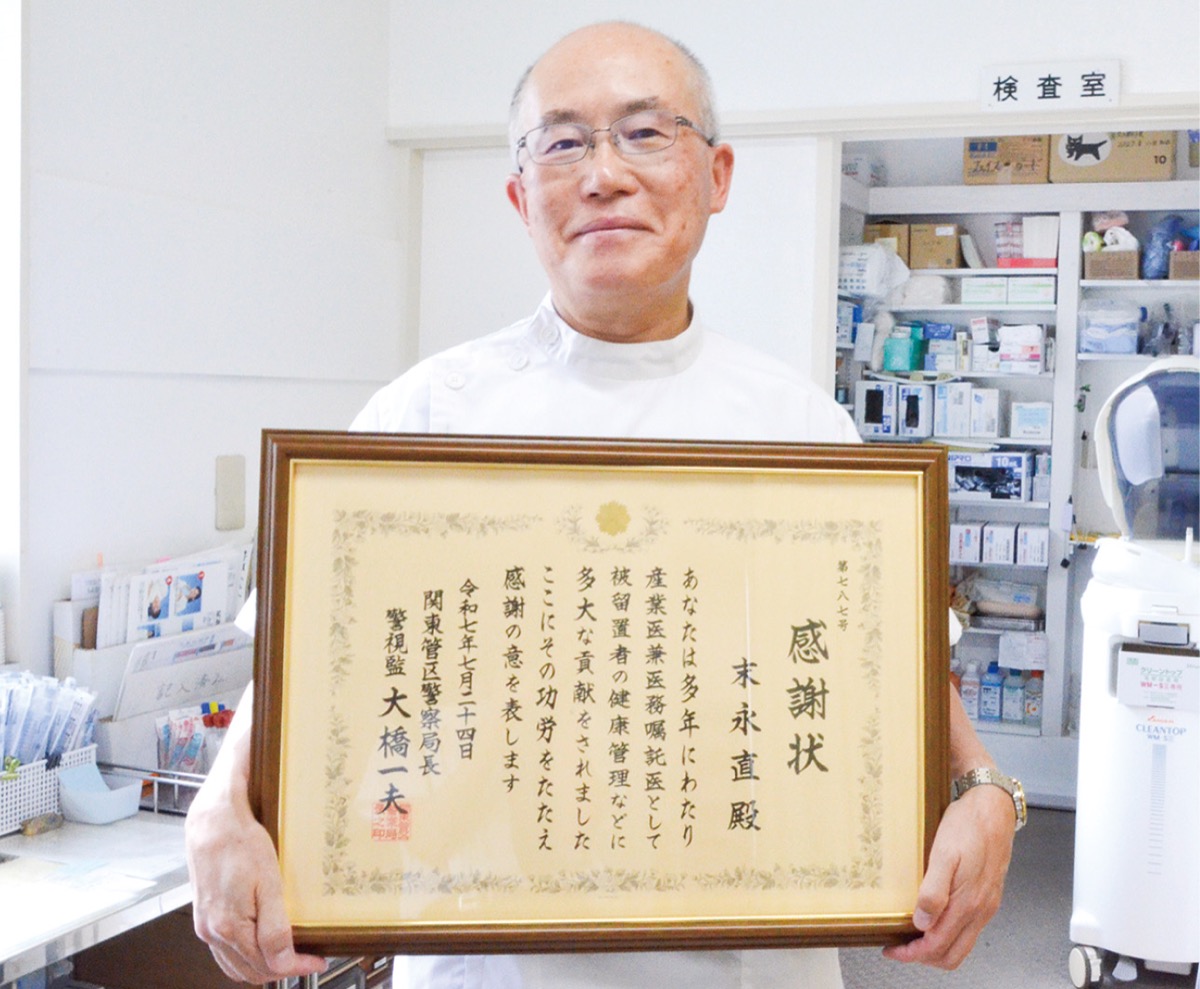 検査室
第七八七号
感謝状
末永直殿
あなたは多年にわたり
産業医兼医務嘱託医として
被留置者の健康管理などに
多大な貢献をされました
ここにその功労をたたえ
感謝の意を表します
令和七年七月二十四日
関東管区警察局長
警視監 大橋一夫
10
NIPRO
10
記入済み
CLEANTOP